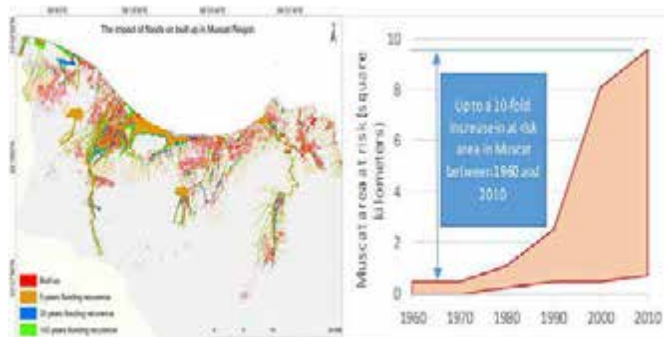 The impact of floods on built up in Muscat Region
Built up
5 years flooding recurrence
20 years flooding recurrence
100 years flooding recurrence
Muscat area at risk (square
kilometers)
10
8
6
4
2
0
Up to a 10-fold
increase in at risk
area in Muscat
between 1960 and
2010
1960 1970 1980 1990 2000 2010